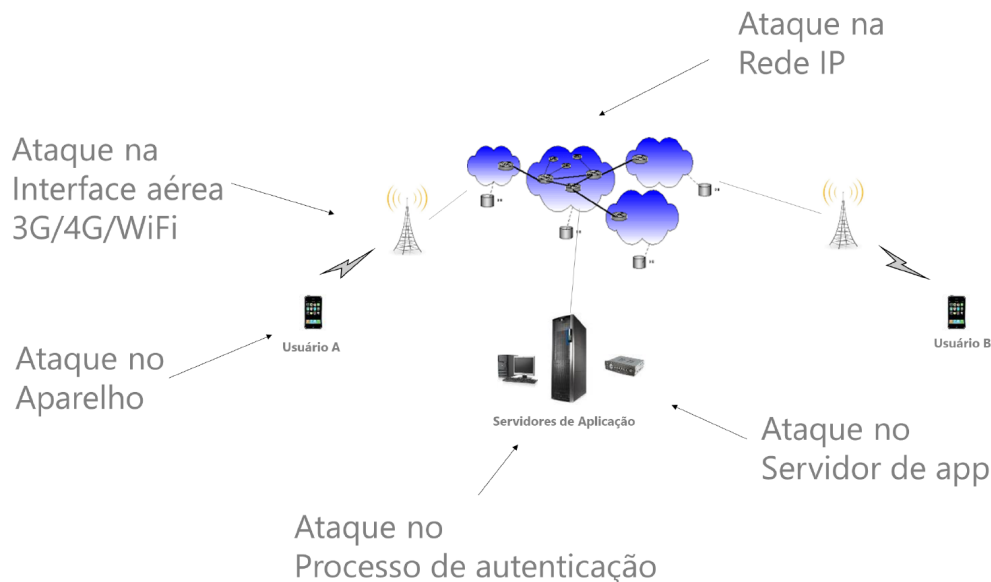 Ataque na
Rede IP
Ataque na
Interface aérea
3G/4G/WiFi
Usuário A
Usuário B
Ataque no
Aparelho
Servidores de Aplicação
Ataque no
Servidor de app
Ataque no
Processo de autenticação